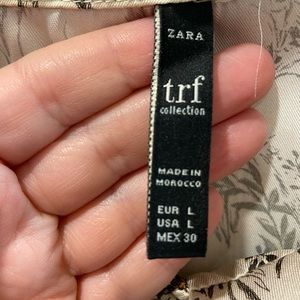 ZARA
trf
collection
MADE IN
MOROCCO
EUR L
USA L
MEX 30